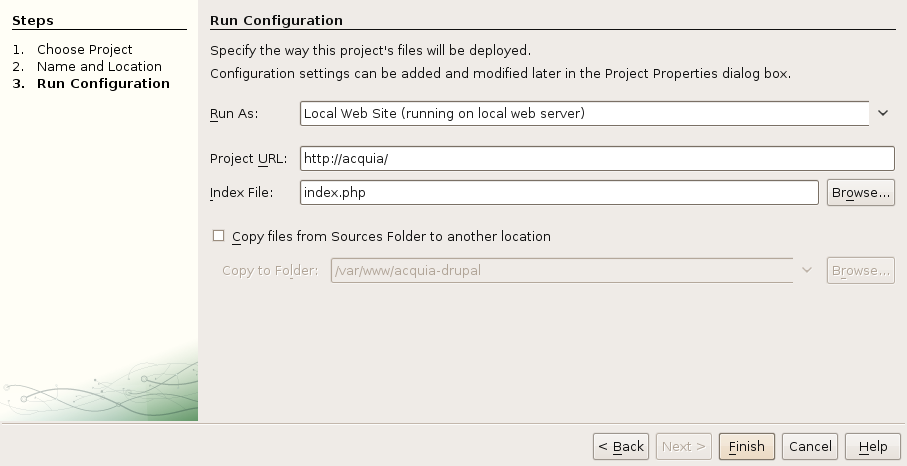 Steps
1. Choose Project
2. Name and Location
3. Run Configuration
Run Configuration
Specify the way this project's files will be deployed.
Configuration settings can be added and modified later in the Project Properties dialog box.
Run As: Local Web Site (running on local web server)
Project URL: http://acquia/
Index File: index.php Browse...
Copy files from Sources Folder to another location
Copy to Folder: /var/www/acquia-drupal Browse...
< Back Next > Finish Cancel Help